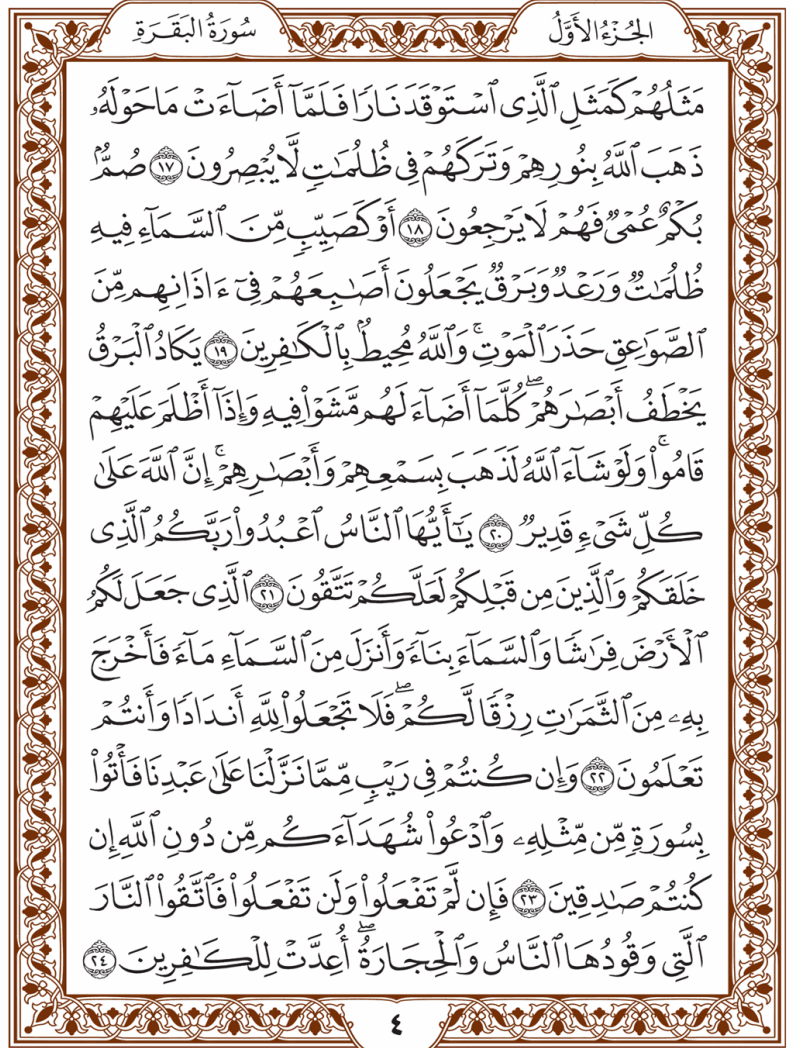 الجُزْءُ الأَوَّلُ
سُورَةُ البَقَرَةِ
مَثَلُهُمۡ كَمَثَلِ ٱلَّذِي ٱسۡتَوۡقَدَ نَارٗا فَلَمَّآ أَضَآءَتۡ مَا حَوۡلَهُۥ
ذَهَبَ ٱللَّهُ بِنُورِهِمۡ وَتَرَكَهُمۡ فِي ظُلُمَٰتٖ لَّا يُبۡصِرُونَ ١٧ صُمُّۢ
بُكۡمٌ عُمۡيٞ فَهُمۡ لَا يَرۡجِعُونَ ١٨ أَوۡ كَصَيِّبٖ مِّنَ ٱلسَّمَآءِ فِيهِ
ظُلُمَٰتٞ وَرَعۡدٞ وَبَرۡقٞ يَجۡعَلُونَ أَصَٰبِعَهُمۡ فِيٓ ءَاذَانِهِم مِّنَ
ٱلصَّوَٰعِقِ حَذَرَ ٱلۡمَوۡتِۚ وَٱللَّهُ مُحِيطُۢ بِٱلۡكَٰفِرِينَ ١٩ يَكَادُ ٱلۡبَرۡقُ
يَخۡطَفُ أَبۡصَٰرَهُمۡۖ كُلَّمَآ أَضَآءَ لَهُم مَّشَوۡاْ فِيهِ وَإِذَآ أَظۡلَمَ عَلَيۡهِمۡ
قَامُواْۚ وَلَوۡ شَآءَ ٱللَّهُ لَذَهَبَ بِسَمۡعِهِمۡ وَأَبۡصَٰرِهِمۡۚ إِنَّ ٱللَّهَ عَلَىٰ
كُلِّ شَيۡءٖ قَدِيرٞ ٢٠ يَٰٓأَيُّهَا ٱلنَّاسُ ٱعۡبُدُواْ رَبَّكُمُ ٱلَّذِي
خَلَقَكُمۡ وَٱلَّذِينَ مِن قَبۡلِكُمۡ لَعَلَّكُمۡ تَتَّقُونَ ٢١ ٱلَّذِي جَعَلَ لَكُمُ
ٱلۡأَرۡضَ فِرَٰشٗا وَٱلسَّمَآءَ بِنَآءٗ وَأَنزَلَ مِنَ ٱلسَّمَآءِ مَآءٗ فَأَخۡرَجَ
بِهِۦ مِنَ ٱلثَّمَرَٰتِ رِزۡقٗا لَّكُمۡۖ فَلَا تَجۡعَلُواْ لِلَّهِ أَندَادٗا وَأَنتُمۡ
تَعۡلَمُونَ ٢٢ وَإِن كُنتُمۡ فِي رَيۡبٖ مِّمَّا نَزَّلۡنَا عَلَىٰ عَبۡدِنَا فَأۡتُواْ
بِسُورَةٖ مِّن مِّثۡلِهِۦ وَٱدۡعُواْ شُهَدَآءَكُم مِّن دُونِ ٱللَّهِ إِن
كُنتُمۡ صَٰدِقِينَ ٢٣ فَإِن لَّمۡ تَفۡعَلُواْ وَلَن تَفۡعَلُواْ فَٱتَّقُواْ ٱلنَّارَ
ٱلَّتِي وَقُودُهَا ٱلنَّاسُ وَٱلۡحِجَارَةُۖ أُعِدَّتۡ لِلۡكَٰفِرِينَ ٢٤
٤